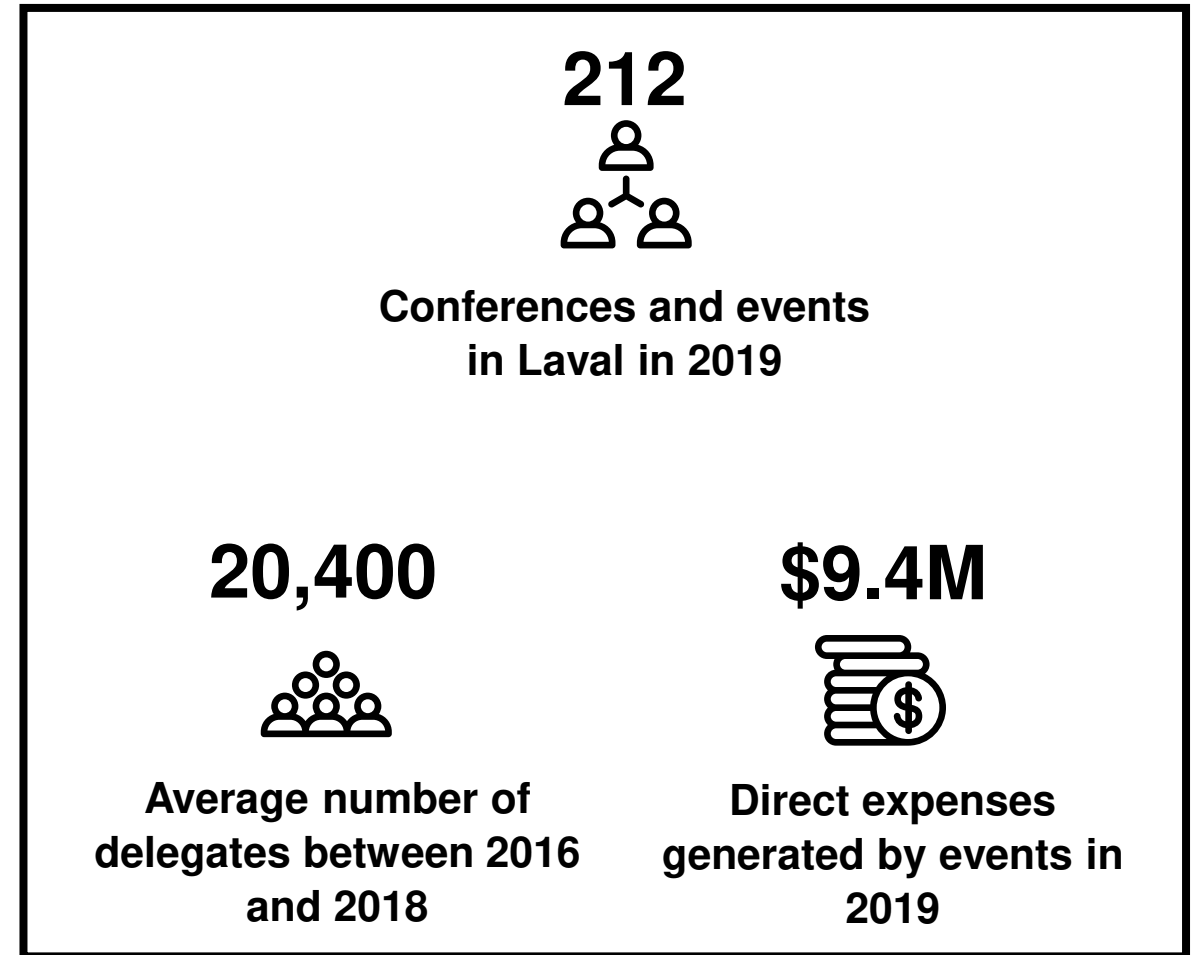 212
Conferences and events
in Laval in 2019
20,400
Average number of
delegates between 2016
and 2018
$9.4M
$
Direct expenses
generated by events in
2019